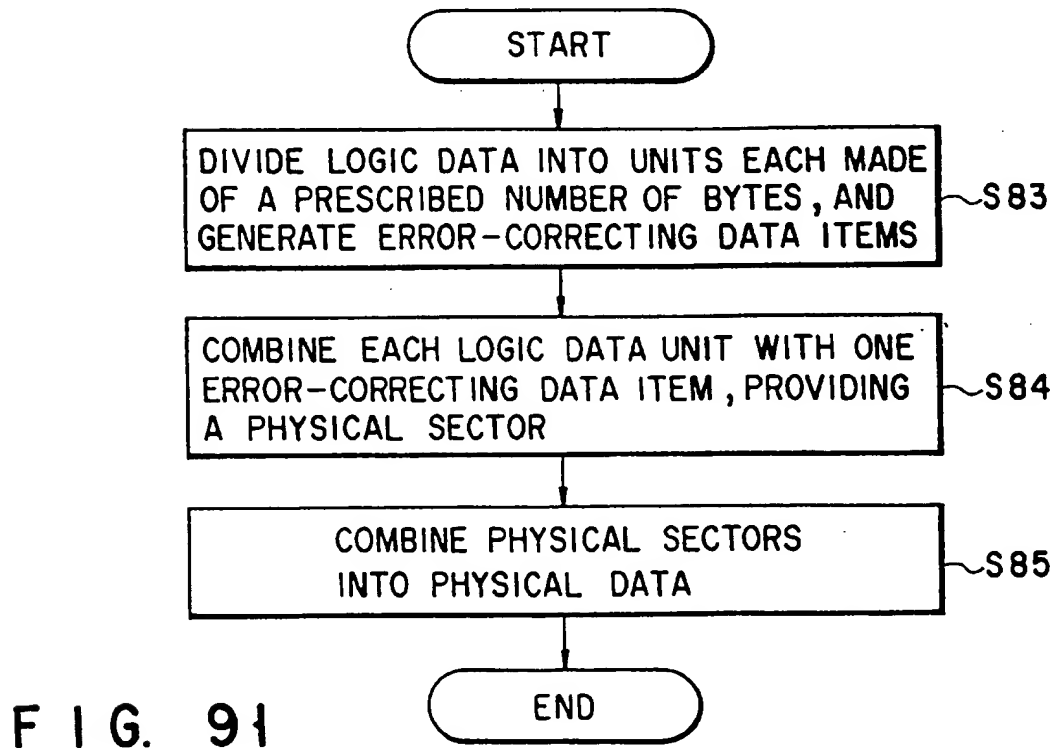 START
DIVIDE LOGIC DATA INTO UNITS EACH MADE
OF A PRESCRIBED NUMBER OF BYTES, AND
GENERATE ERROR-CORRECTING DATA ITEMS
S83
COMBINE EACH LOGIC DATA UNIT WITH ONE
ERROR-CORRECTING DATA ITEM, PROVIDING
A PHYSICAL SECTOR
S84
COMBINE PHYSICAL SECTORS
INTO PHYSICAL DATA
S85
END
FIG. 91